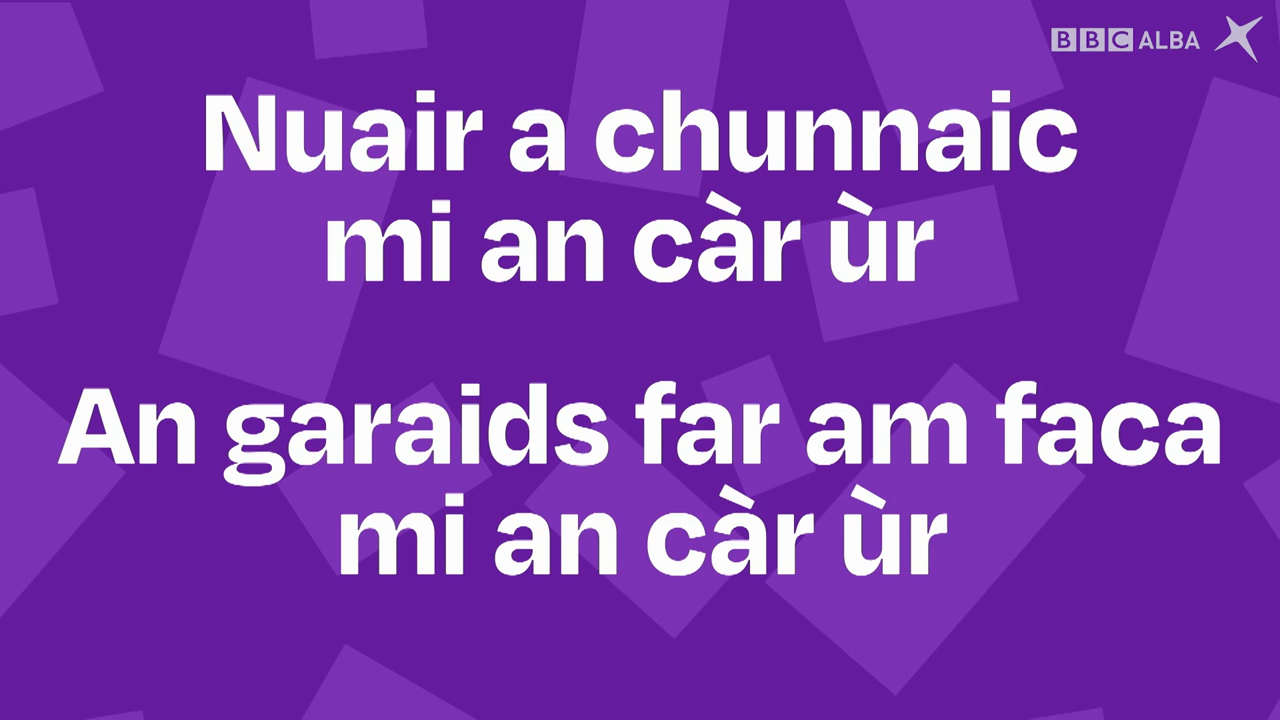 BBC ALBA
Nuair a chunnaic
mi an càr ùr
An garaids far am faca
mi an càr ùr